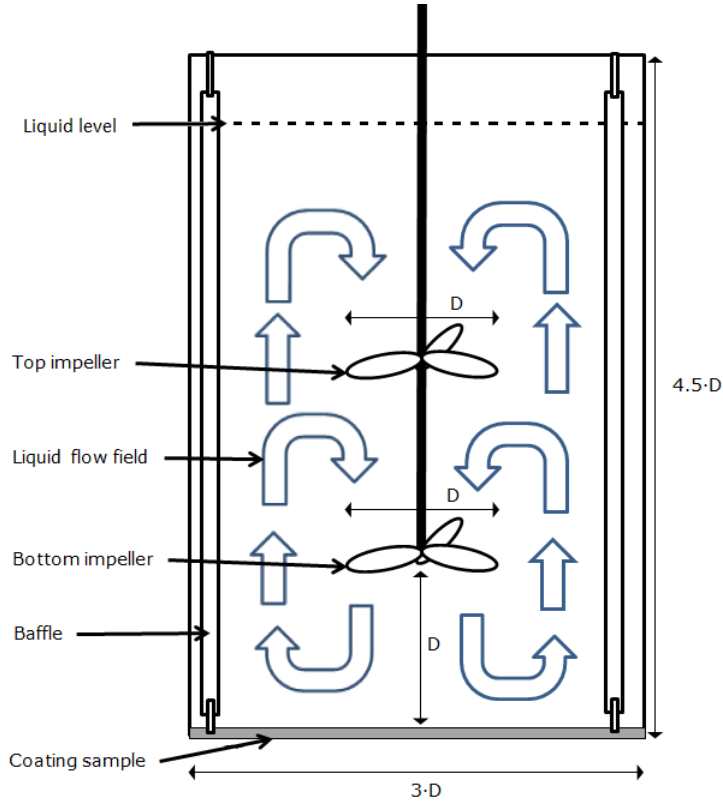 Liquid level
D
Top impeller
4.5·D
Liquid flow field
D
Bottom impeller
Baffle
D
Coating sample
3·D